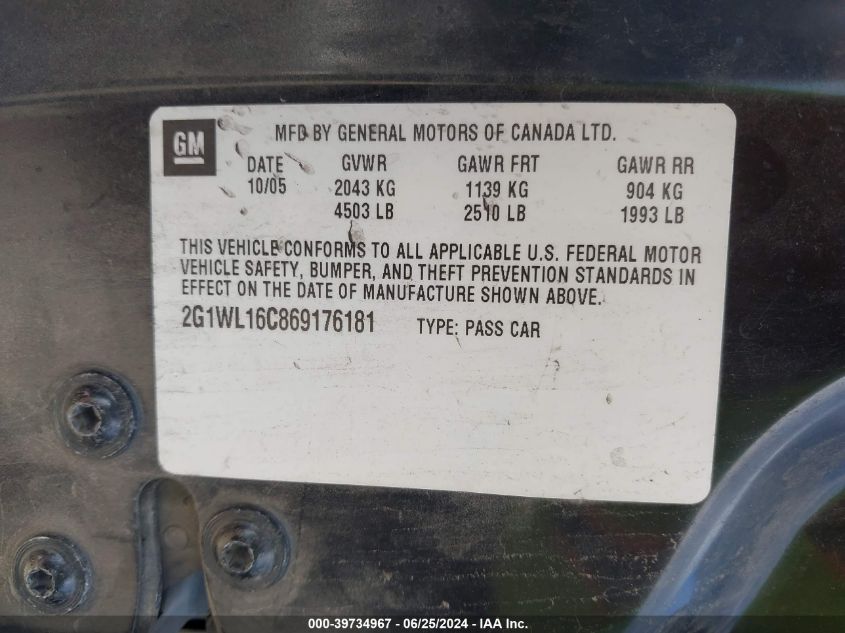 GM
MFD BY GENERAL MOTORS OF CANADA LTD.
DATE GVWR GAWR FRT GAWR RR
10/05 2043 KG 1139 KG 904 KG
4503 LB 2510 LB 1993 LB
THIS VEHICLE CONFORMS TO ALL APPLICABLE U.S. FEDERAL MOTOR
VEHICLE SAFETY, BUMPER, AND THEFT PREVENTION STANDARDS IN
EFFECT ON THE DATE OF MANUFACTURE SHOWN ABOVE.
2G1WL16C869176181 TYPE: PASS CAR
000-39734967 - 06/25/2024 - IAA Inc.